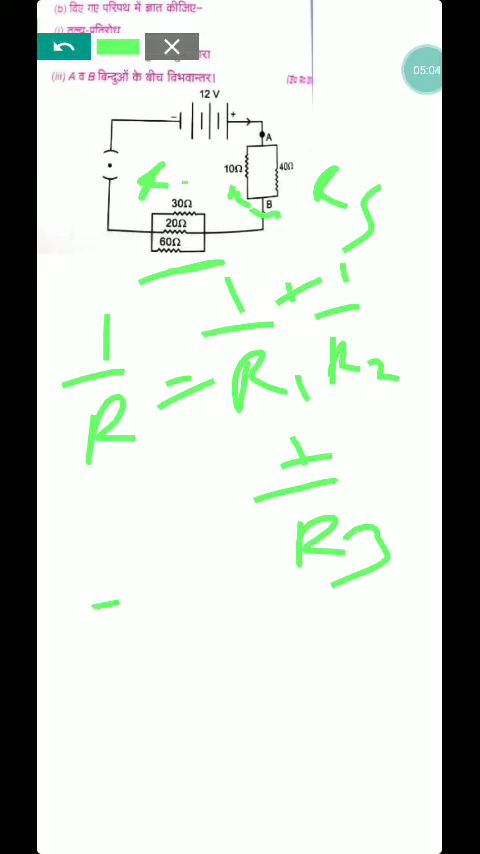 (b) दिए गए परिपथ में ज्ञात कीजिए-
(i) तुल्य-प्रतिरोध
05:04
(iii) A व B बिन्दुओं के बीच विभवान्तर।
12 V
- +
A
10Ω 40Ω
B
30Ω
20Ω
60Ω
1/R = 1/R1 + 1/R2
1/R3